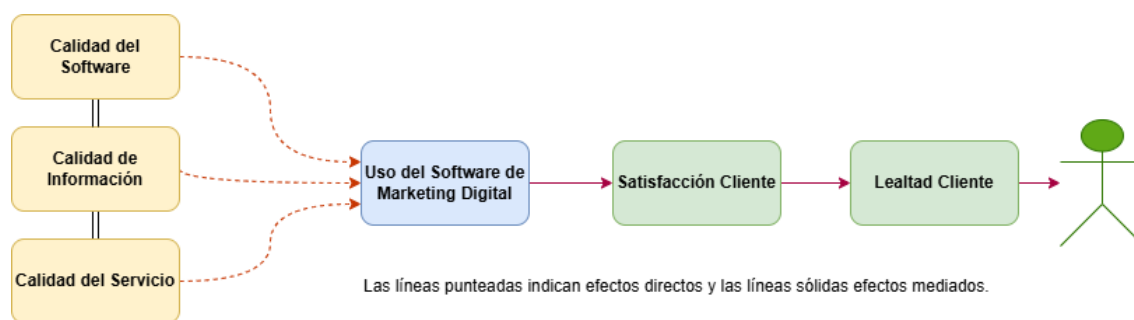 Calidad del
Software
Calidad de
Información
Calidad del Servicio
Uso del Software de
Marketing Digital
Satisfacción Cliente
Lealtad Cliente
Las líneas punteadas indican efectos directos y las líneas sólidas efectos mediados.